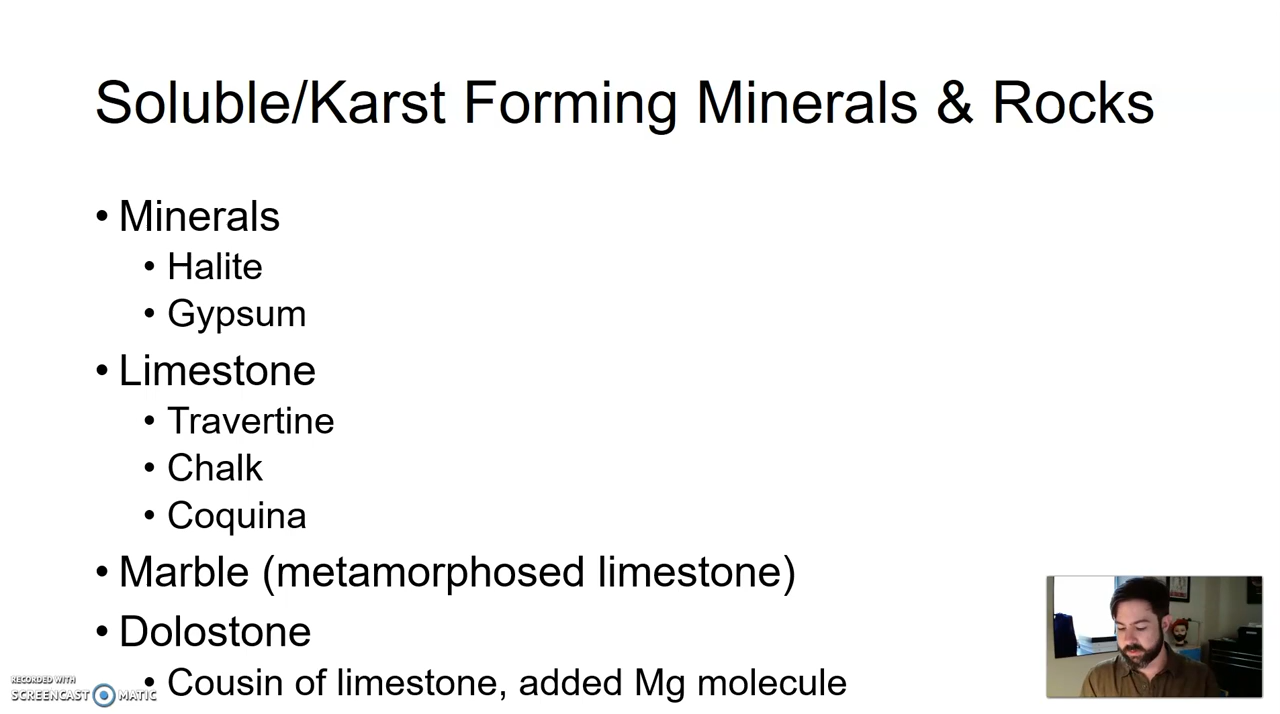 Soluble/Karst Forming Minerals & Rocks
• Minerals
• Halite
• Gypsum
• Limestone
• Travertine
• Chalk
• Coquina
• Marble (metamorphosed limestone)
• Dolostone
• Cousin of limestone, added Mg molecule
RECORDED WITH
SCREENCAST MATIC